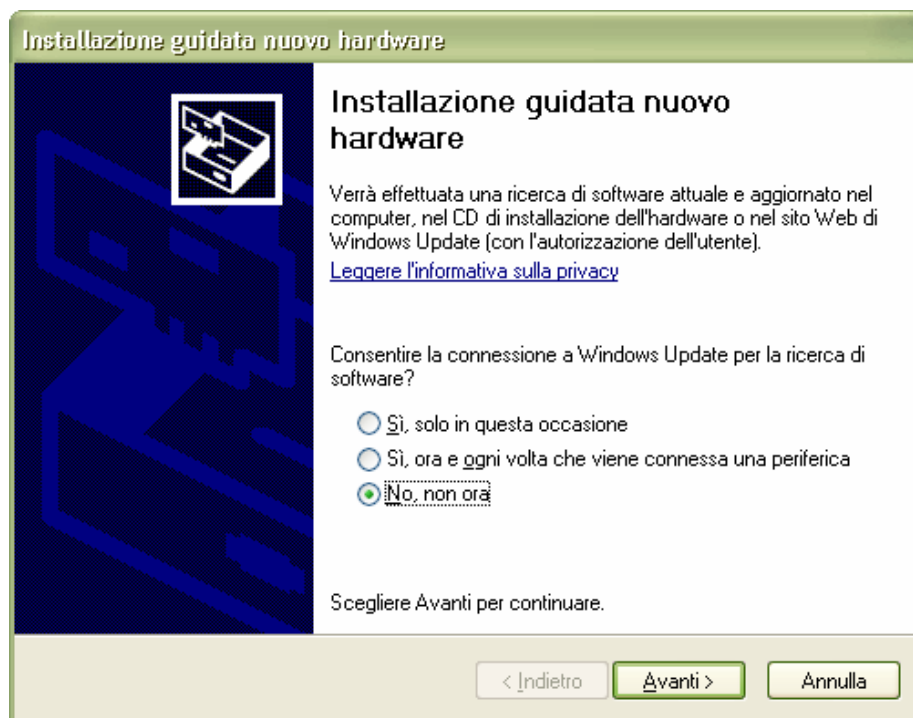 Installazione guidata nuovo hardware
Installazione guidata nuovo
hardware
Verrà effettuata una ricerca di software attuale e aggiornato nel
computer, nel CD di installazione dell'hardware o nel sito Web di
Windows Update (con l'autorizzazione dell'utente).
Leggere l'informativa sulla privacy
Consentire la connessione a Windows Update per la ricerca di
software?
Sì, solo in questa occasione
Sì, ora e ogni volta che viene connessa una periferica
No, non ora
Scegliere Avanti per continuare.
< Indietro
Avanti >
Annulla